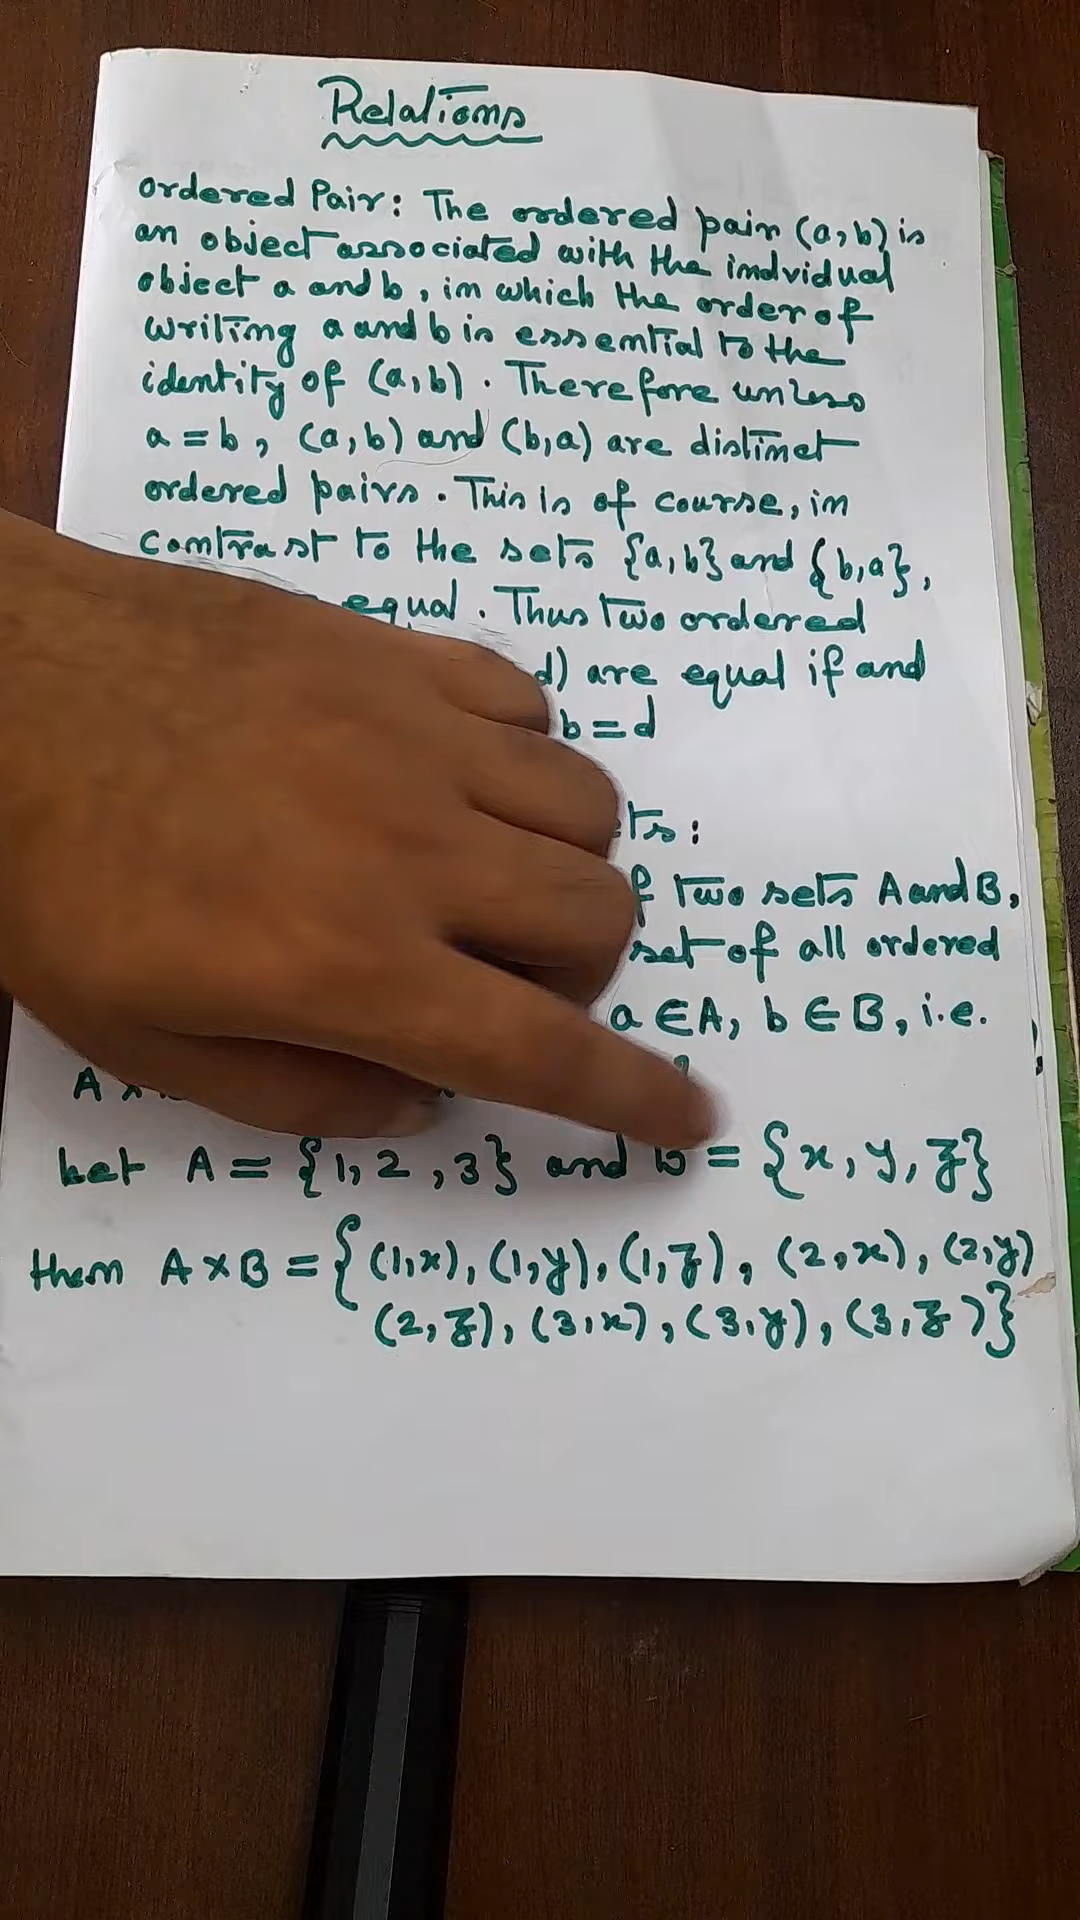 Relations
ordered Pair: The ordered pair (a,b) is
an object associated with the indvidual
object a and b, in which the order of
writing a and b is essential to the
identity of (a,b). Therefore unless
a = b, (a,b) and (b,a) are distinct
ordered pairs. This is of course, in
contrast to the sets {a,b} and {b,a},
equal. Thus two ordered
d) are equal if and
b = d
:
two sets A and B,
set of all ordered
a ∈ A, b ∈ B, i.e.
A
Let A = {1, 2, 3} and B = {x, y, z}
then A × B = {(1,x), (1,y), (1,z), (2,x), (2,y)
(2,z), (3,x), (3,y), (3,z)}